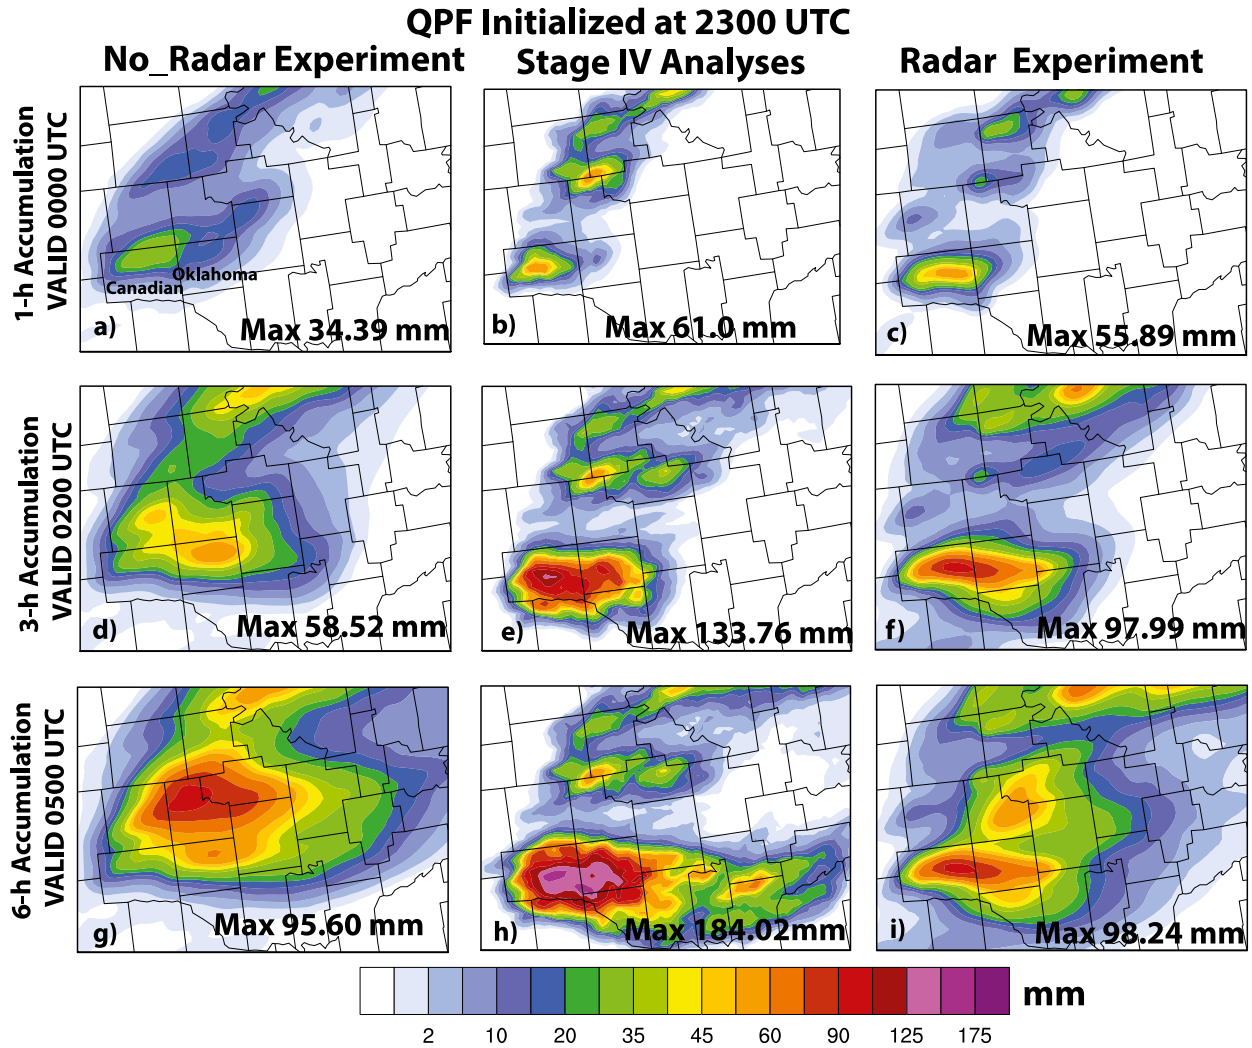 QPF Initialized at 2300 UTC
No_Radar Experiment
Stage IV Analyses
Radar Experiment
1-h Accumulation
VALID 0000 UTC
Oklahoma
Canadian
a)
Max 34.39 mm
b)
Max 61.0 mm
c)
Max 55.89 mm
3-h Accumulation
VALID 0200 UTC
d)
Max 58.52 mm
e)
Max 133.76 mm
f)
Max 97.99 mm
6-h Accumulation
VALID 0500 UTC
g)
Max 95.60 mm
h)
Max 184.02mm
i)
Max 98.24 mm
mm
2 10 20 35 45 60 90 125 175